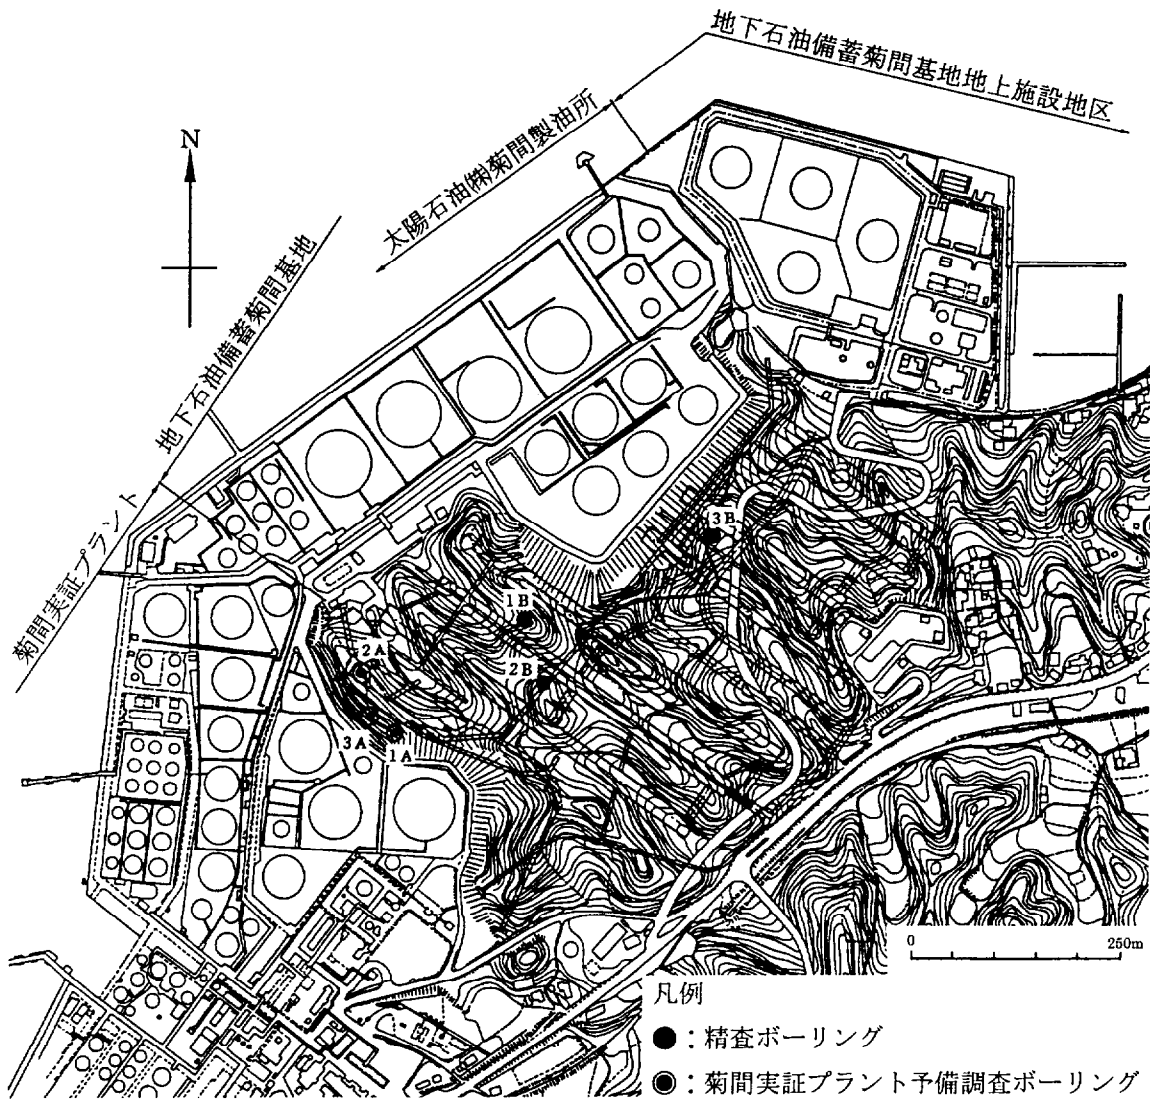 地下石油備蓄菊間基地地上施設地区
太陽石油㈱菊間製油所
N
地下石油備蓄菊間基地
菊間実証プラント
3B
1B
2A
2B
3A
1A
0 250m
凡例
●：精査ボーリング
◉：菊間実証プラント予備調査ボーリング